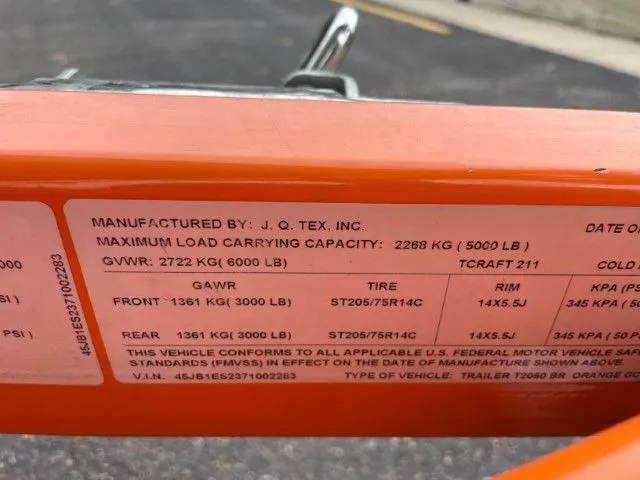 MANUFACTURED BY: J. Q. TEX, INC. DATE O
MAXIMUM LOAD CARRYING CAPACITY: 2268 KG ( 5000 LB )
GVWR: 2722 KG( 6000 LB ) TCRAFT 211 COLD
GAWR TIRE RIM KPA (PS
FRONT 1361 KG( 3000 LB ) ST205/75R14C 14X5.5J 345 KPA ( 5
REAR 1361 KG( 3000 LB ) ST205/75R14C 14X5.5J 345 KPA ( 50 P
THIS VEHICLE CONFORMS TO ALL APPLICABLE U.S. FEDERAL MOTOR VEHICLE SAF
STANDARDS (FMVSS) IN EFFECT ON THE DATE OF MANUFACTURE SHOWN ABOVE.
V.I.N. 45JB1ES2371002283 TYPE OF VEHICLE: TRAILER T2050 BR ORANGE GC
000
SI )
PSI )
45JB1ES2371002283